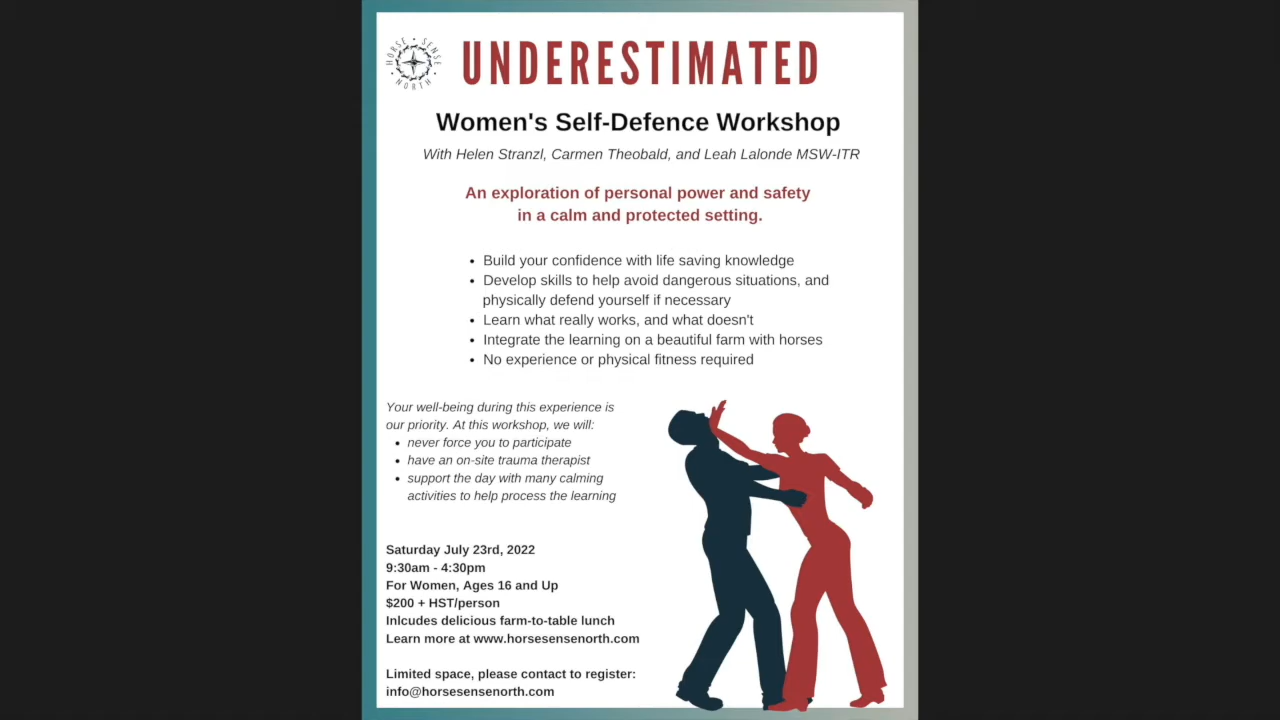 HORSE • SENSE • NORTH •
UNDERESTIMATED
Women's Self-Defence Workshop
With Helen Stranzl, Carmen Theobald, and Leah Lalonde MSW-ITR
An exploration of personal power and safety
in a calm and protected setting.
• Build your confidence with life saving knowledge
• Develop skills to help avoid dangerous situations, and
physically defend yourself if necessary
• Learn what really works, and what doesn't
• Integrate the learning on a beautiful farm with horses
• No experience or physical fitness required
Your well-being during this experience is
our priority. At this workshop, we will:
• never force you to participate
• have an on-site trauma therapist
• support the day with many calming
activities to help process the learning
Saturday July 23rd, 2022
9:30am - 4:30pm
For Women, Ages 16 and Up
$200 + HST/person
Inlcudes delicious farm-to-table lunch
Learn more at www.horsesensenorth.com
Limited space, please contact to register:
info@horsesensenorth.com